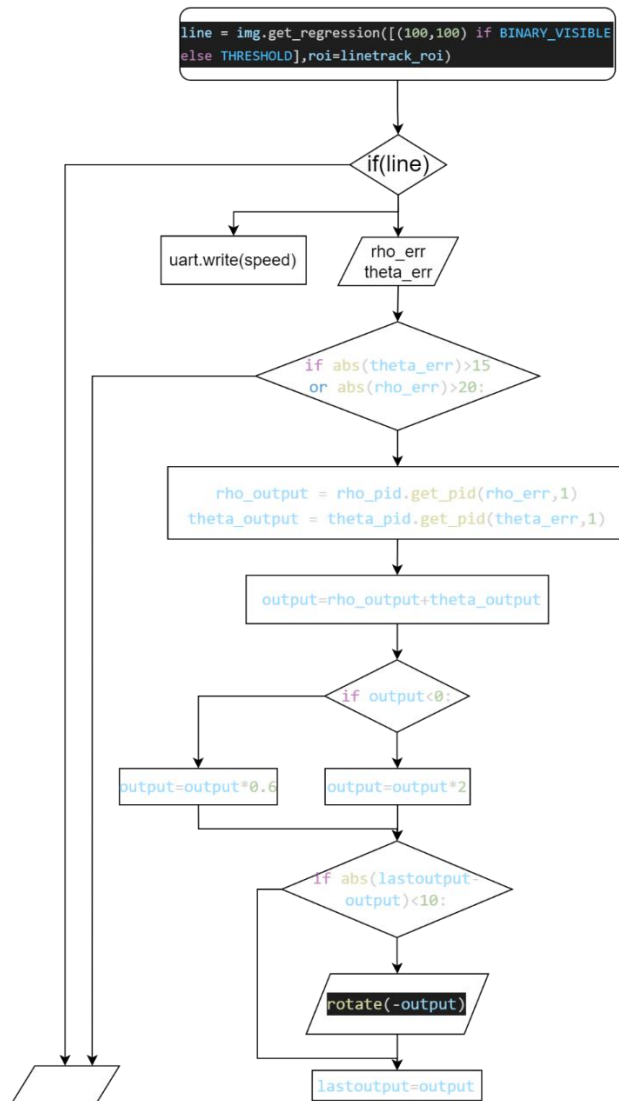 line = img.get_regression([(100,100) if BINARY_VISIBLE
else THRESHOLD],roi=linetrack_roi)
if(line)
uart.write(speed)
rho_err
theta_err
if abs(theta_err)>15
or abs(rho_err)>20:
rho_output = rho_pid.get_pid(rho_err,1)
theta_output = theta_pid.get_pid(theta_err,1)
output=rho_output+theta_output
if output<0:
output=output*0.6
output=output*2
if abs(lastoutput-
output)<10:
rotate(-output)
lastoutput=output